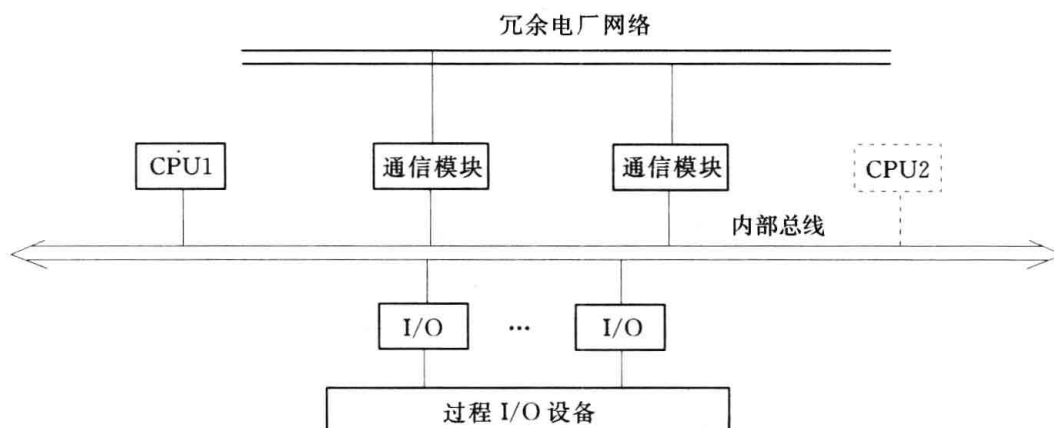 冗余电厂网络
CPU1
通信模块
通信模块
CPU2
内部总线
I/O
···
I/O
过程 I/O 设备